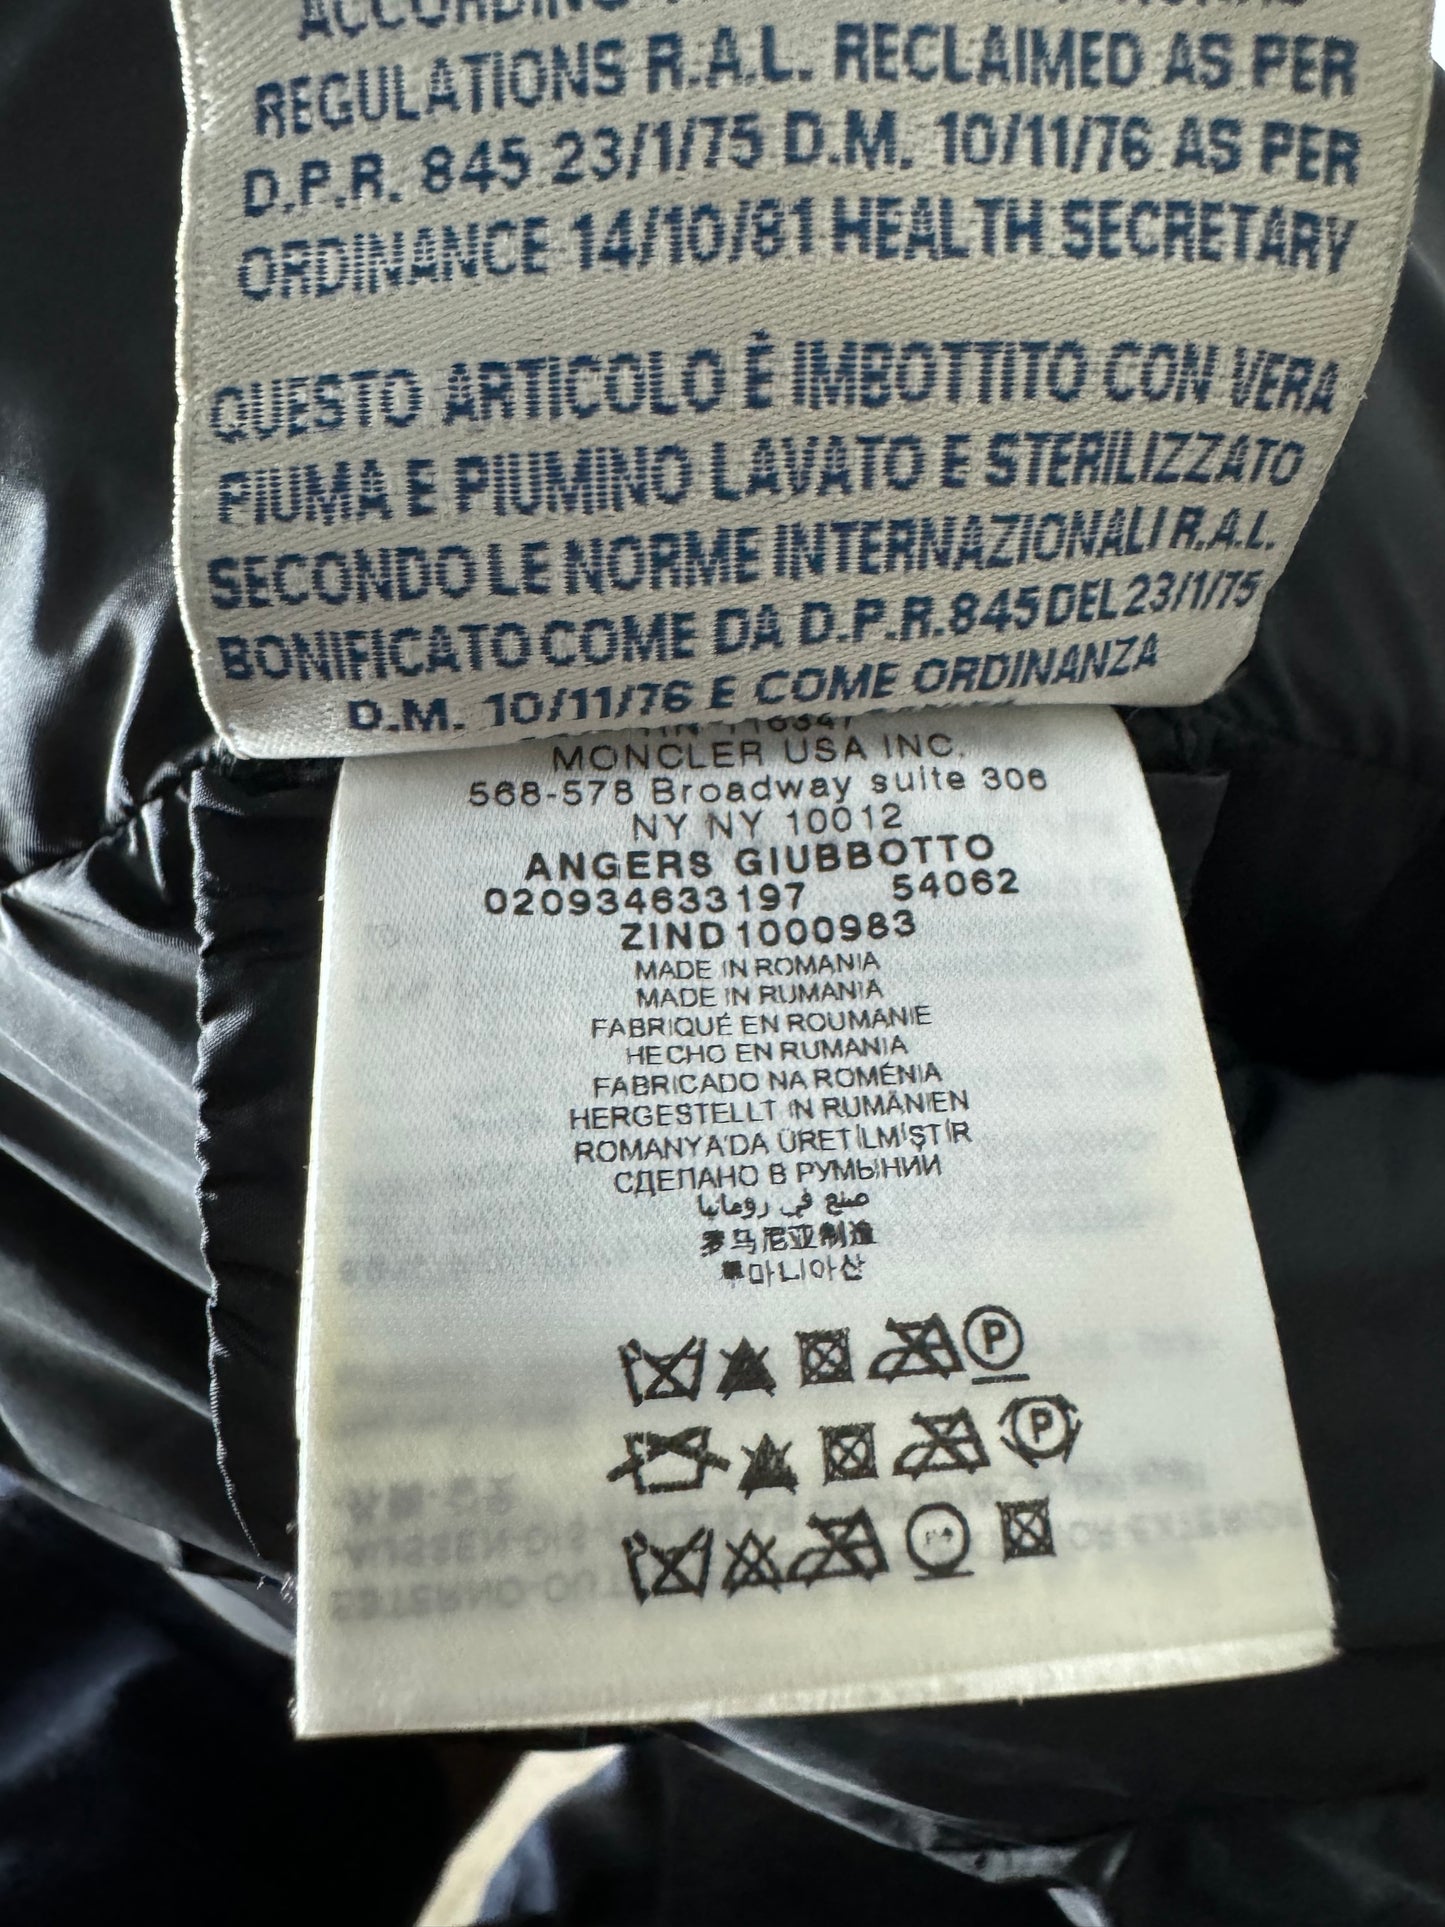 ACCORDING
REGULATIONS R.A.L. RECLAIMED AS PER
D.P.R. 845 23/1/75 D.M. 10/11/76 AS PER
ORDINANCE 14/10/81 HEALTH SECRETARY
QUESTO ARTICOLO È IMBOTTITO CON VERA
PIUMA E PIUMINO LAVATO E STERILIZZATO
SECONDO LE NORME INTERNAZIONALI R.A.L.
BONIFICATO COME DA D.P.R. 845 DEL 23/1/75
D.M. 10/11/76 E COME ORDINANZA
MONCLER USA INC.
568-578 Broadway suite 306
NY NY 10012
ANGERS GIUBBOTTO
020934633197 54062
ZIND1000983
MADE IN ROMANIA
MADE IN RUMANIA
FABRIQUÉ EN ROUMANIE
HECHO EN RUMANIA
FABRICADO NA ROMÉNIA
HERGESTELLT IN RUMÄNIEN
ROMANYA'DA ÜRETİLMİŞTİR
СДЕЛАНО В РУМЫНИИ
صنع في رومانيا
罗马尼亚制造
루마니아산
P
P